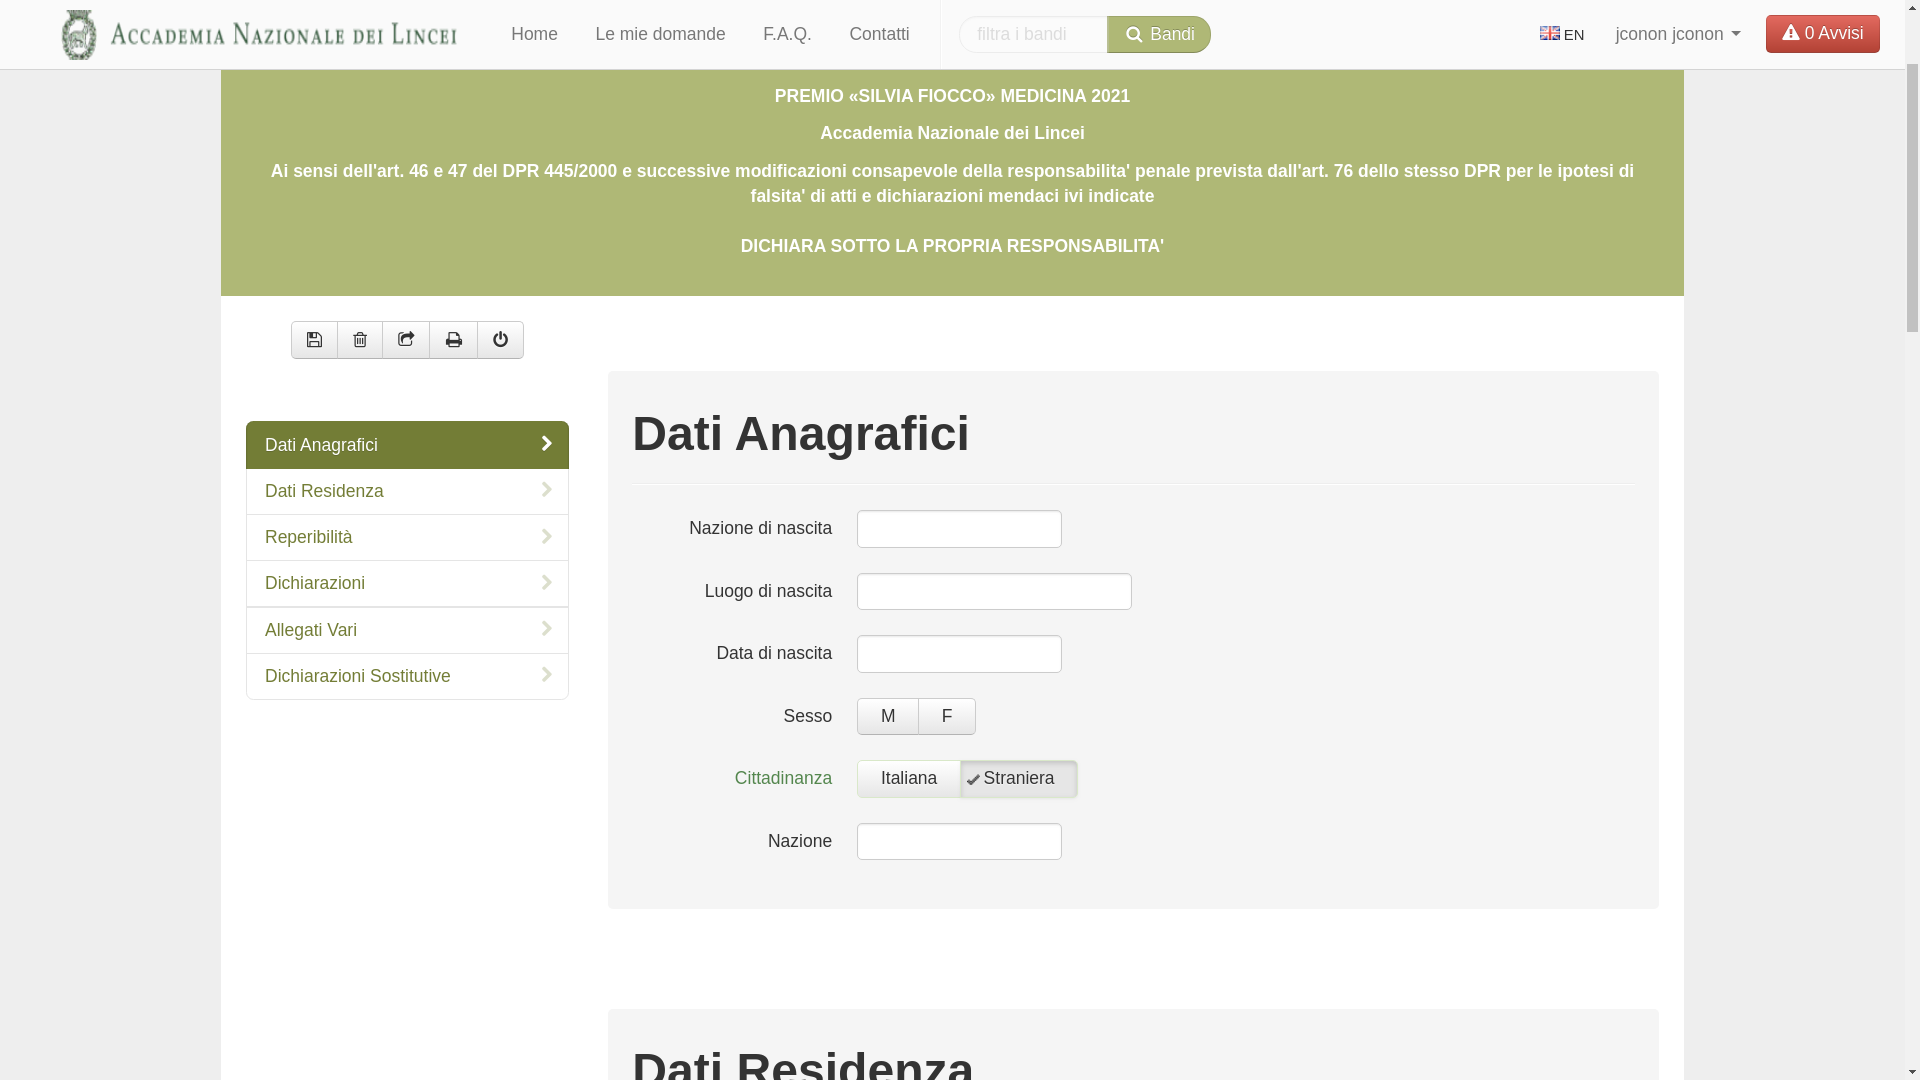 ACCADEMIA NAZIONALE DEI LINCEI
Home
Le mie domande
F.A.Q.
Contatti
filtra i bandi
Bandi
EN
jconon jconon
0 Avvisi
PREMIO «SILVIA FIOCCO» MEDICINA 2021
Accademia Nazionale dei Lincei
Ai sensi dell'art. 46 e 47 del DPR 445/2000 e successive modificazioni consapevole della responsabilita' penale prevista dall'art. 76 dello stesso DPR per le ipotesi di
falsita' di atti e dichiarazioni mendaci ivi indicate
DICHIARA SOTTO LA PROPRIA RESPONSABILITA'
Dati Anagrafici
Dati Residenza
Reperibilità
Dichiarazioni
Allegati Vari
Dichiarazioni Sostitutive
Dati Anagrafici
Nazione di nascita
Luogo di nascita
Data di nascita
Sesso M F
Cittadinanza Italiana Straniera
Nazione
Dati Residenza